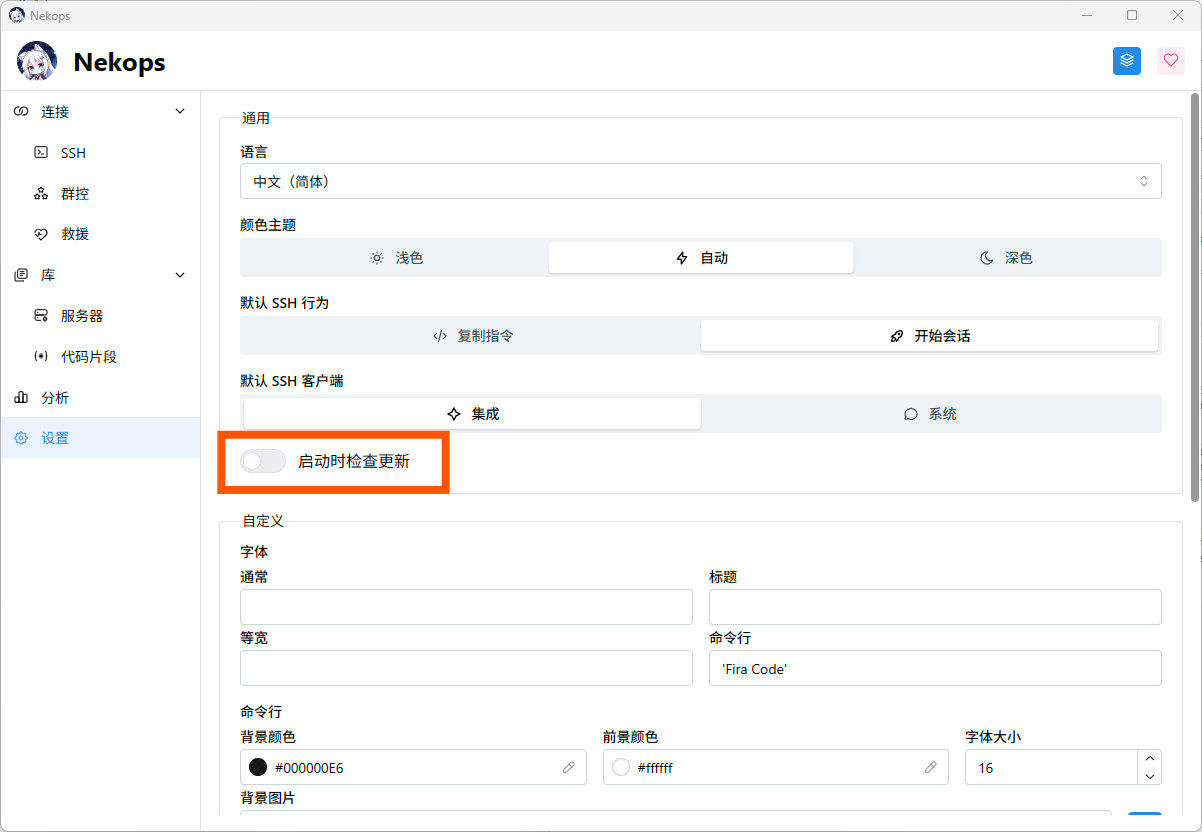 Nekops
Nekops
连接
SSH
群控
救援
库
服务器
代码片段
分析
设置
通用
语言
中文（简体）
颜色主题
浅色
自动
深色
默认 SSH 行为
复制指令
开始会话
默认 SSH 客户端
集成
系统
启动时检查更新
自定义
字体
通常
标题
等宽
命令行
'Fira Code'
命令行
背景颜色
前景颜色
字体大小
#000000E6
#ffffff
16
背景图片